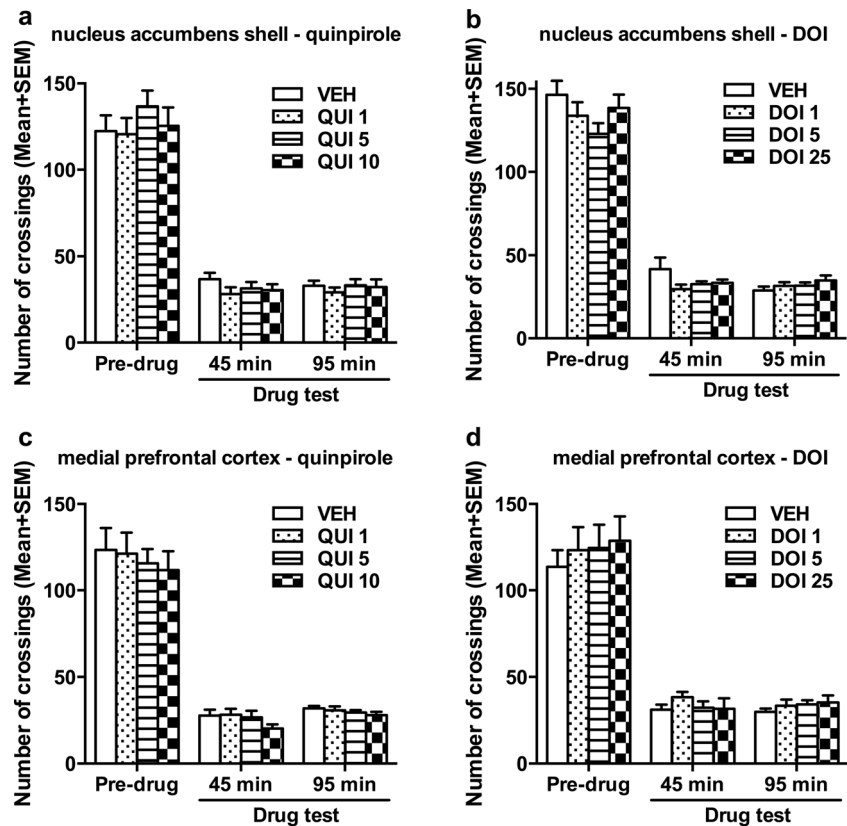 a
nucleus accumbens shell - quinpirole
Number of crossings (Mean+SEM)
150
100
50
0
VEH
QUI 1
QUI 5
QUI 10
Pre-drug
45 min
95 min
Drug test
b
nucleus accumbens shell - DOI
Number of crossings (Mean+SEM)
150
100
50
0
VEH
DOI 1
DOI 5
DOI 25
Pre-drug
45 min
95 min
Drug test
c
medial prefrontal cortex - quinpirole
Number of crossings (Mean+SEM)
150
100
50
0
VEH
QUI 1
QUI 5
QUI 10
Pre-drug
45 min
95 min
Drug test
d
medial prefrontal cortex - DOI
Number of crossings (Mean+SEM)
150
100
50
0
VEH
DOI 1
DOI 5
DOI 25
Pre-drug
45 min
95 min
Drug test